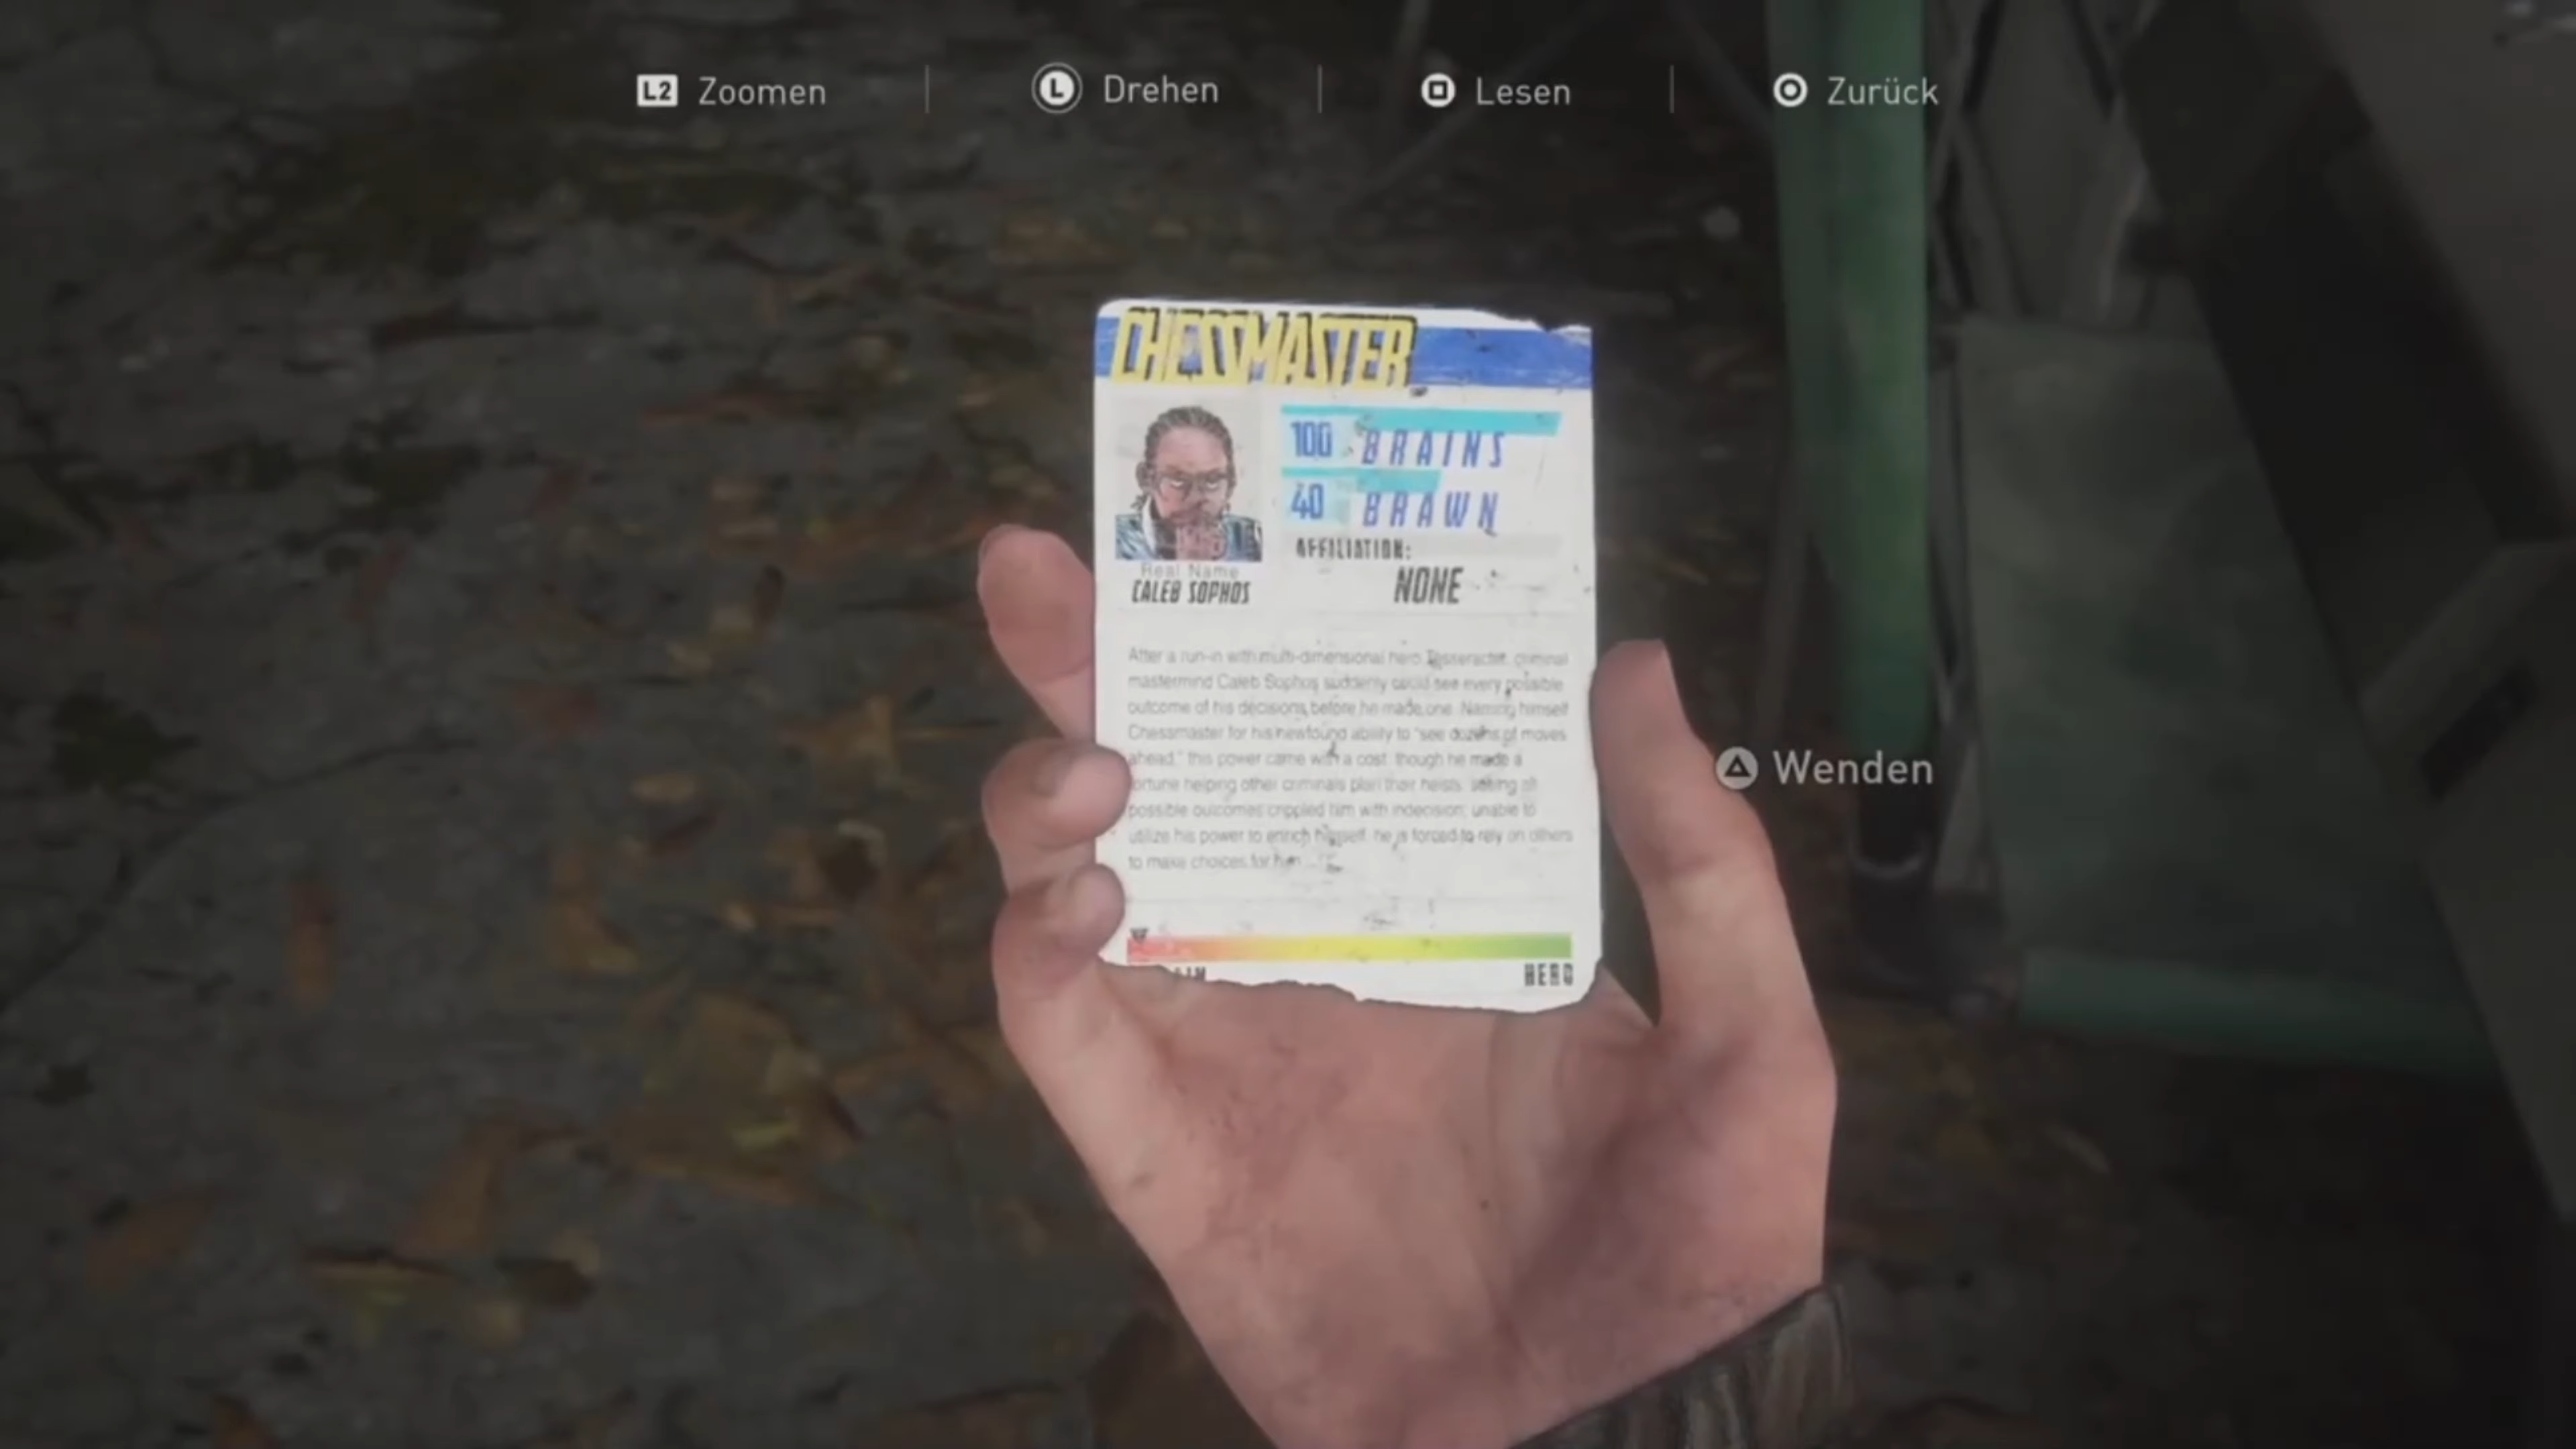 L2 Zoomen
L Drehen
Lesen
Zurück
CHESSMASTER
100 BRAINS
40 BRAWN
AFFILIATION:
NONE
Real Name
CALEB SOPHOS
After a run-in with multi-dimensional hero Tesseracter, criminal
mastermind Caleb Sophos suddenly could see every possible
outcome of his decisions before he made one. Naming himself
Chessmaster for his newfound ability to "see dozens of moves
ahead," this power came with a cost: though he made a
fortune helping other criminals plan their heists, seeing all
possible outcomes crippled him with indecision; unable to
utilize his power to enrich himself, he is forced to rely on others
to make choices for him
HERO
Wenden